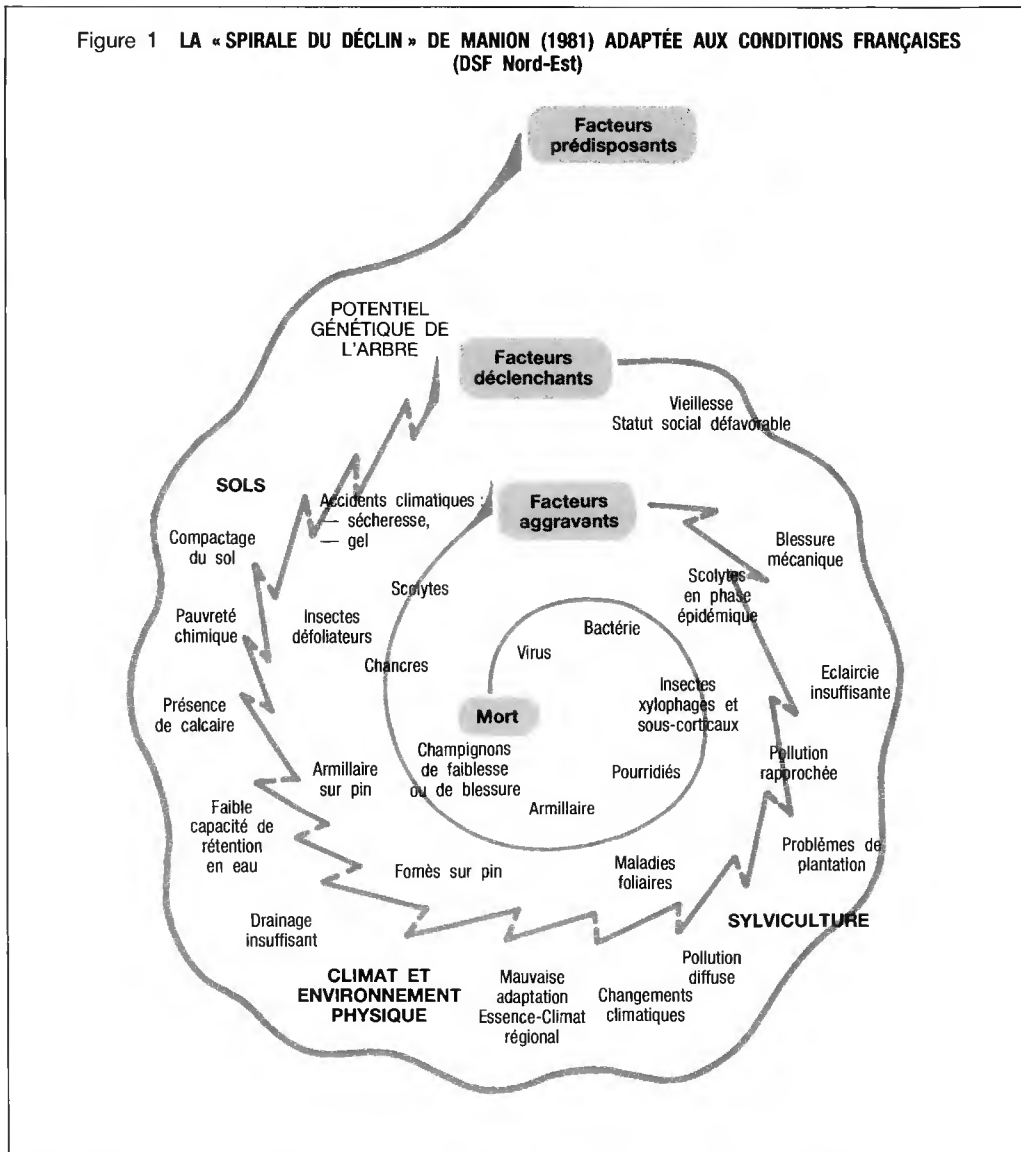 Figure 1 LA « SPIRALE DU DÉCLIN » DE MANION (1981) ADAPTÉE AUX CONDITIONS FRANÇAISES
(DSF Nord-Est)
Facteurs
prédisposants
POTENTIEL
GÉNÉTIQUE DE
L'ARBRE
Facteurs
déclenchants
Vieillesse
Statut social défavorable
SOLS
Accidents climatiques :
— sécheresse,
— gel
Facteurs
aggravants
Compactage
du sol
Blessure
mécanique
Scolytes
Scolytes
en phase
épidémique
Pauvreté
chimique
Insectes
défoliateurs
Bactérie
Virus
Chancres
Eclaircie
insuffisante
Présence
de calcaire
Mort
Insectes
xylophages et
sous-corticaux
Champignons
de faiblesse
ou de blessure
Pollution
rapprochée
Armillaire
sur pin
Pourridiés
Armillaire
Faible
capacité de
rétention
en eau
Problèmes de
plantation
Fomès sur pin
Maladies
foliaires
SYLVICULTURE
Drainage
insuffisant
Pollution
diffuse
CLIMAT ET
ENVIRONNEMENT
PHYSIQUE
Mauvaise
adaptation
Essence-Climat
régional
Changements
climatiques